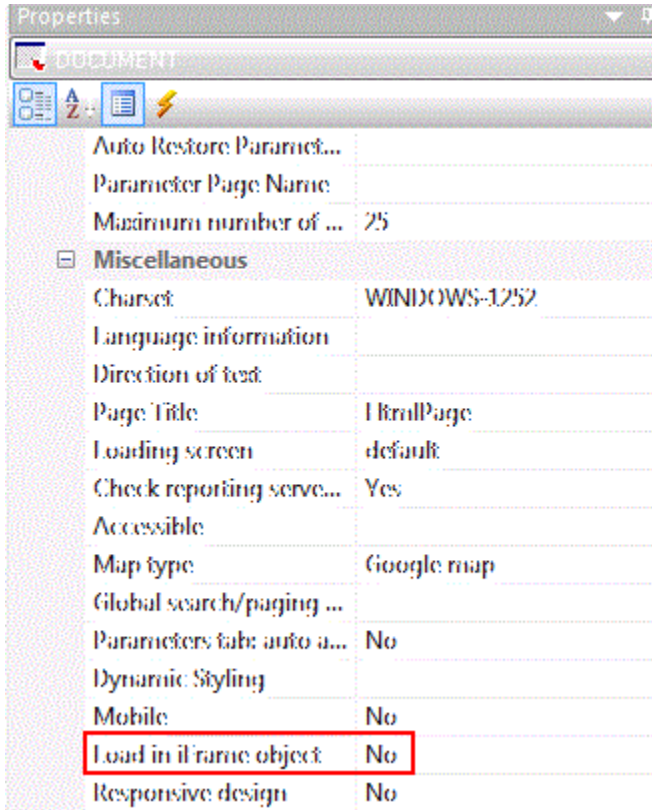 Properties
DOCUMENT
Auto Restore Paramet...
Parameter Page Name
Maximum number of ... 25
Miscellaneous
Charset WINDOWS-1252
Language information
Direction of text
Page Title HtmlPage
Loading screen default
Check reporting serve... Yes
Accessible
Map type Google map
Global search/paging ...
Parameters tab: auto a... No
Dynamic Styling
Mobile No
Load in iFrame object No
Responsive design No